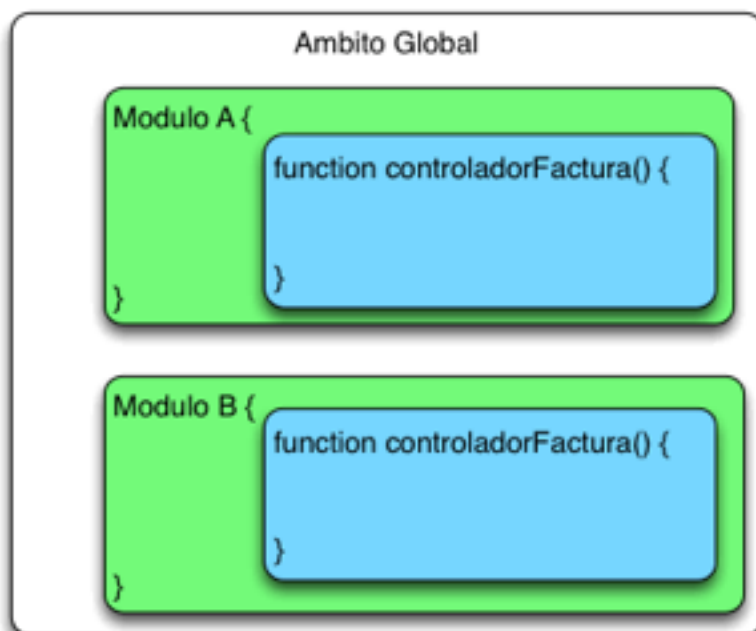 Ambito Global
Modulo A {
function controladorFactura() {
}
}
Modulo B {
function controladorFactura() {
}
}